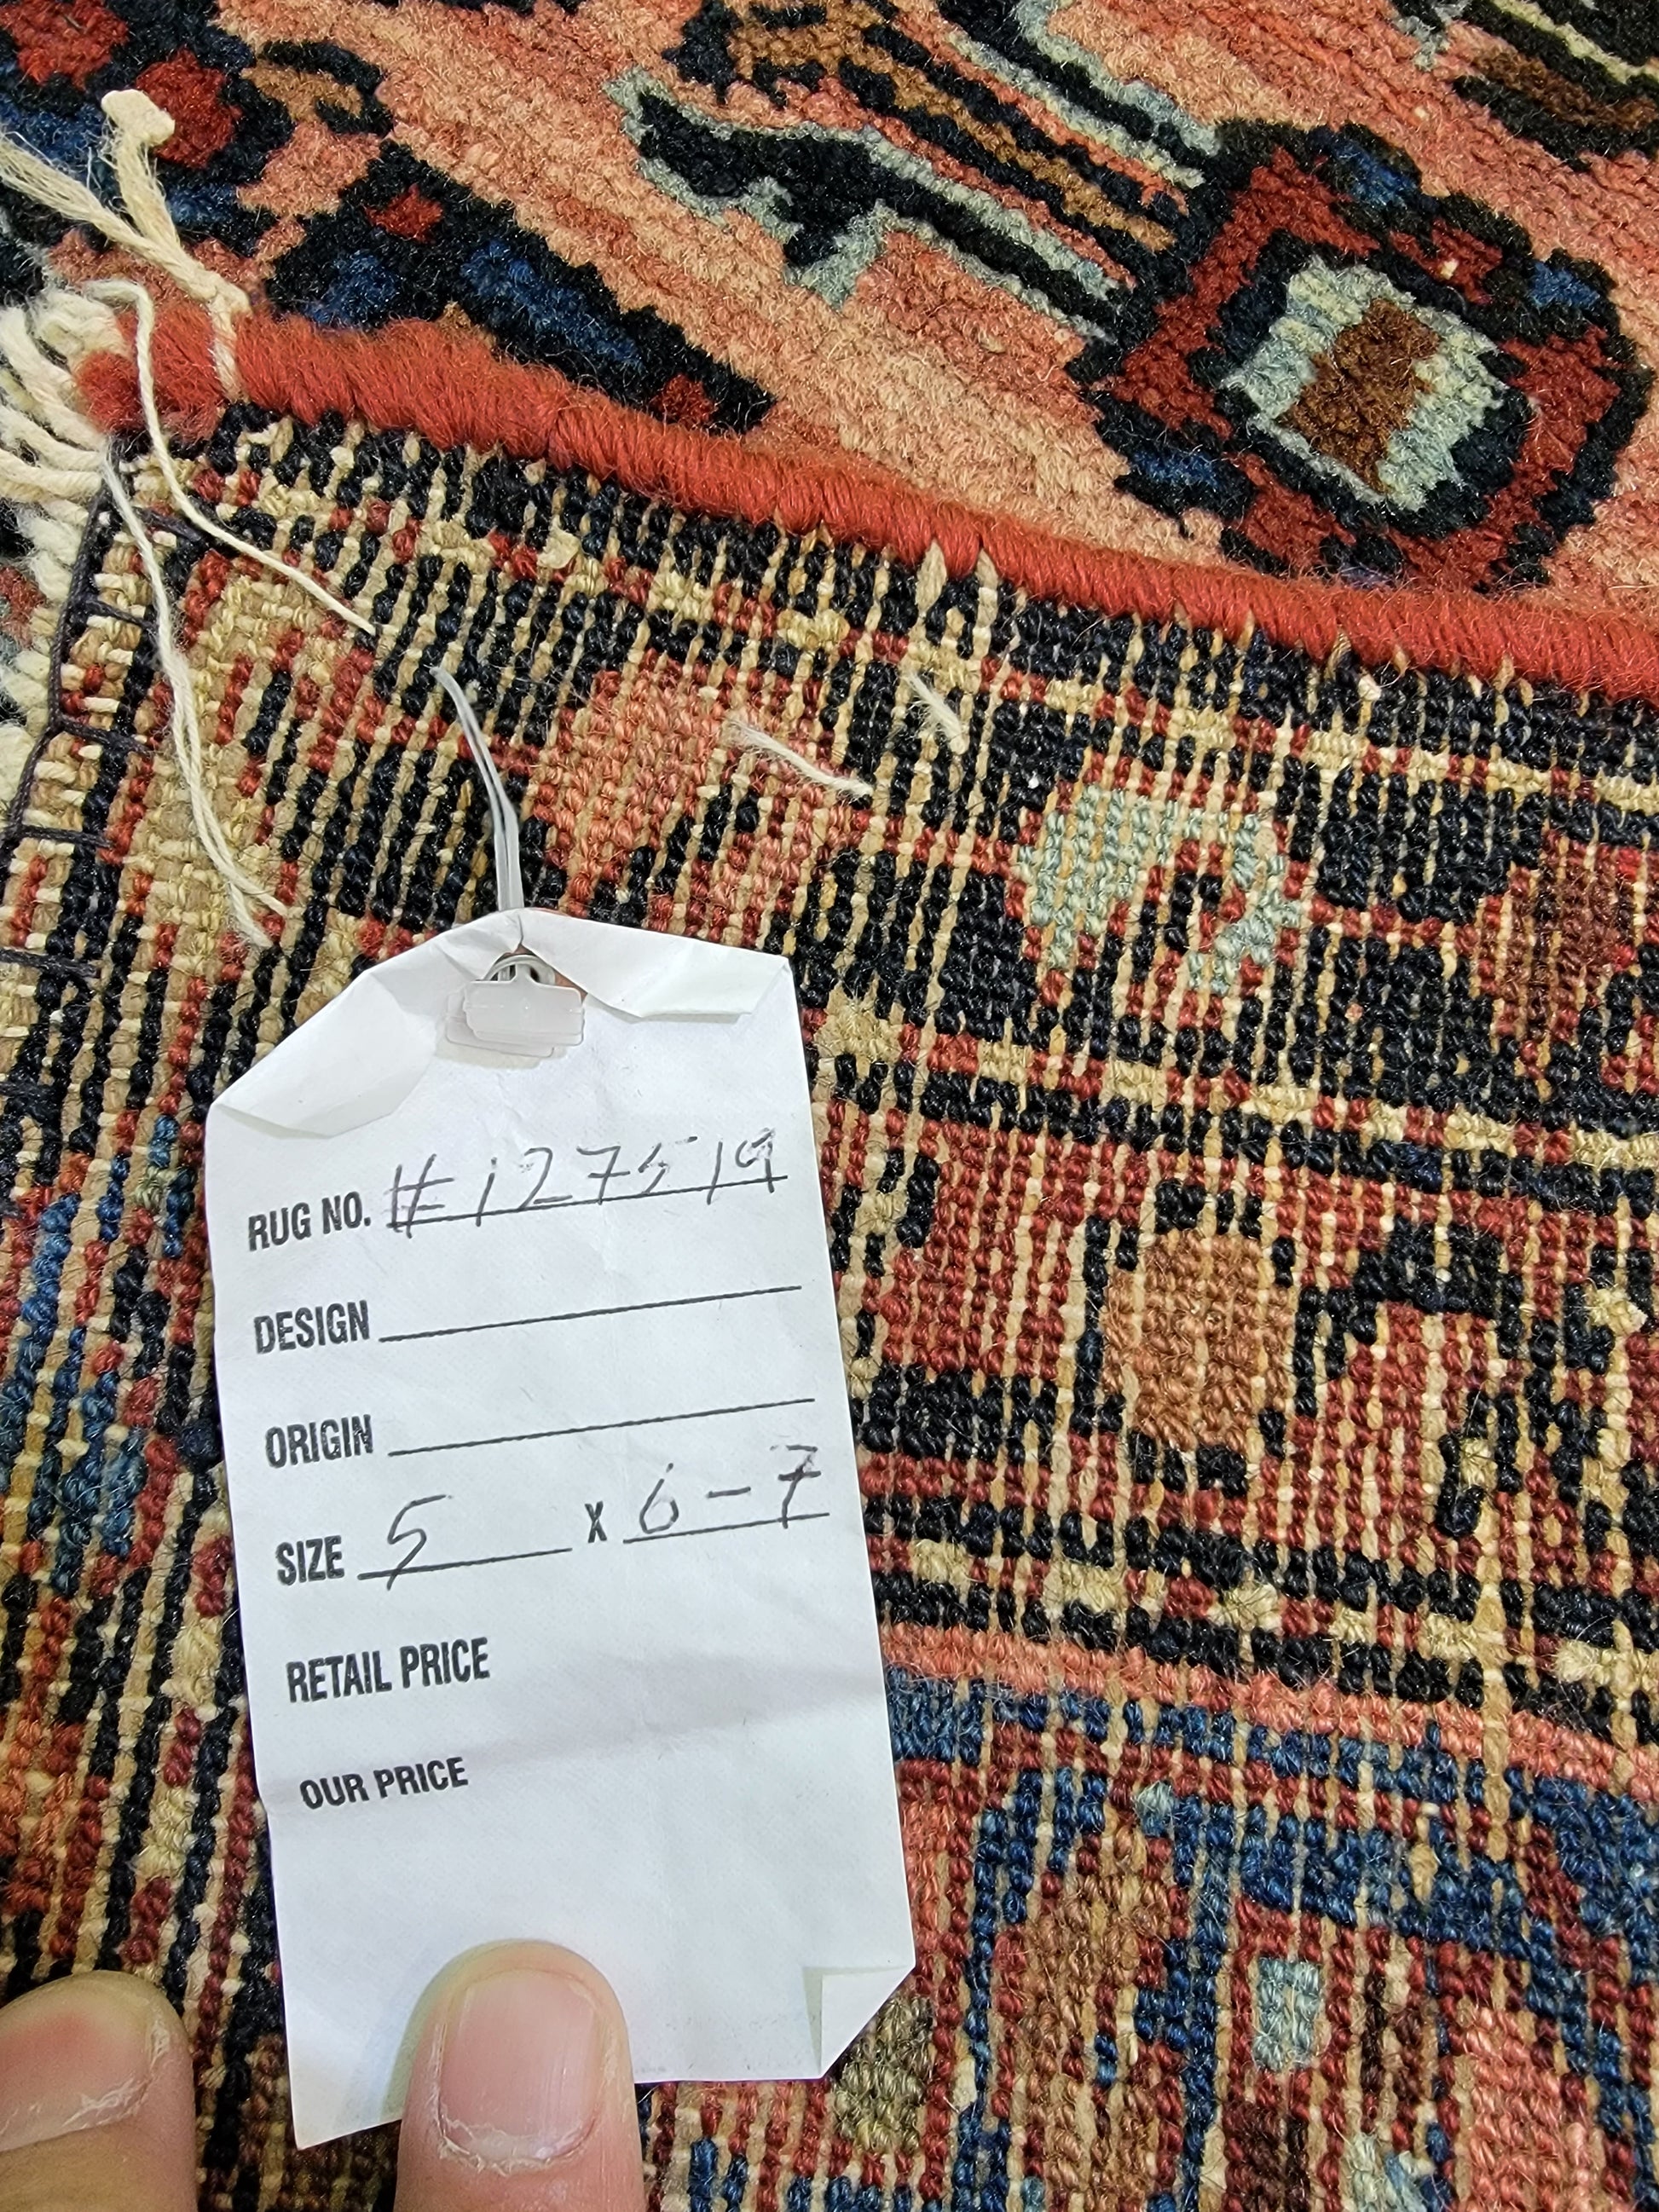 RUG NO. #127519
DESIGN
ORIGIN
SIZE 5 X 6-7
RETAIL PRICE
OUR PRICE